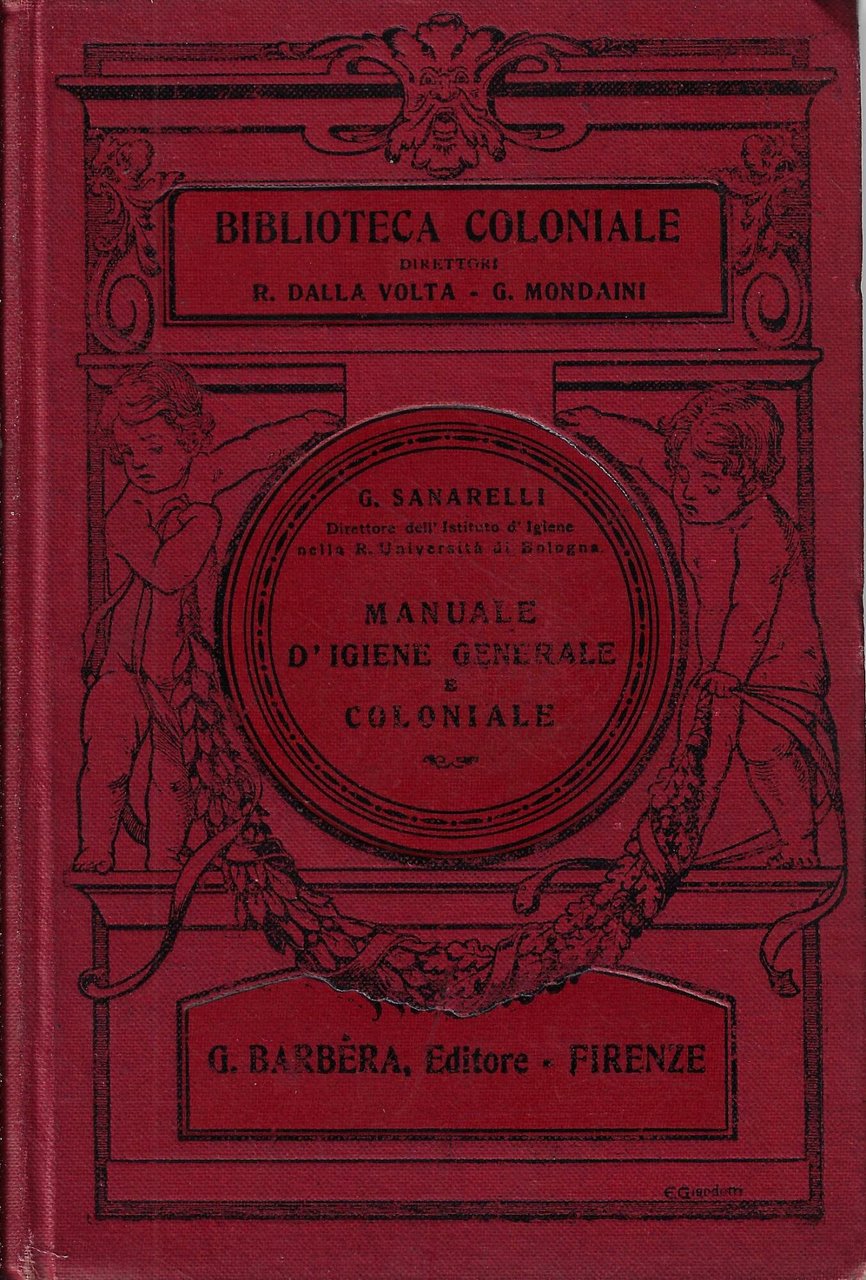 BIBLIOTECA COLONIALE
DIRETTORI
R. DALLA VOLTA - G. MONDAINI
G. SANARELLI
Direttore dell'Istituto d'Igiene
nella R. Università di Bologna.
MANUALE
D'IGIENE GENERALE
E
COLONIALE
G. BARBÈRA, Editore - FIRENZE